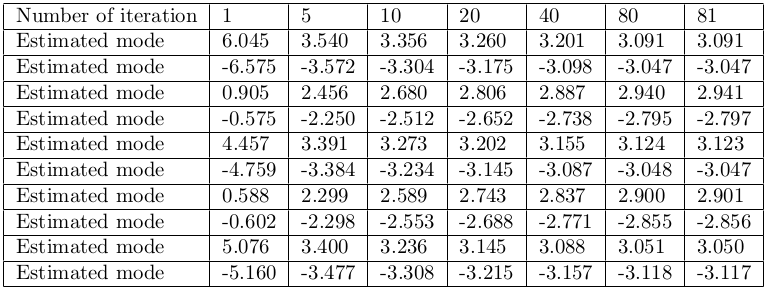 Number of iteration 1 5 10 20 40 80 81
Estimated mode 6.045 3.540 3.356 3.260 3.201 3.091 3.091
Estimated mode -6.575 -3.572 -3.304 -3.175 -3.098 -3.047 -3.047
Estimated mode 0.905 2.456 2.680 2.806 2.887 2.940 2.941
Estimated mode -0.575 -2.250 -2.512 -2.652 -2.738 -2.795 -2.797
Estimated mode 4.457 3.391 3.273 3.202 3.155 3.124 3.123
Estimated mode -4.759 -3.384 -3.234 -3.145 -3.087 -3.048 -3.047
Estimated mode 0.588 2.299 2.589 2.743 2.837 2.900 2.901
Estimated mode -0.602 -2.298 -2.553 -2.688 -2.771 -2.855 -2.856
Estimated mode 5.076 3.400 3.236 3.145 3.088 3.051 3.050
Estimated mode -5.160 -3.477 -3.308 -3.215 -3.157 -3.118 -3.117